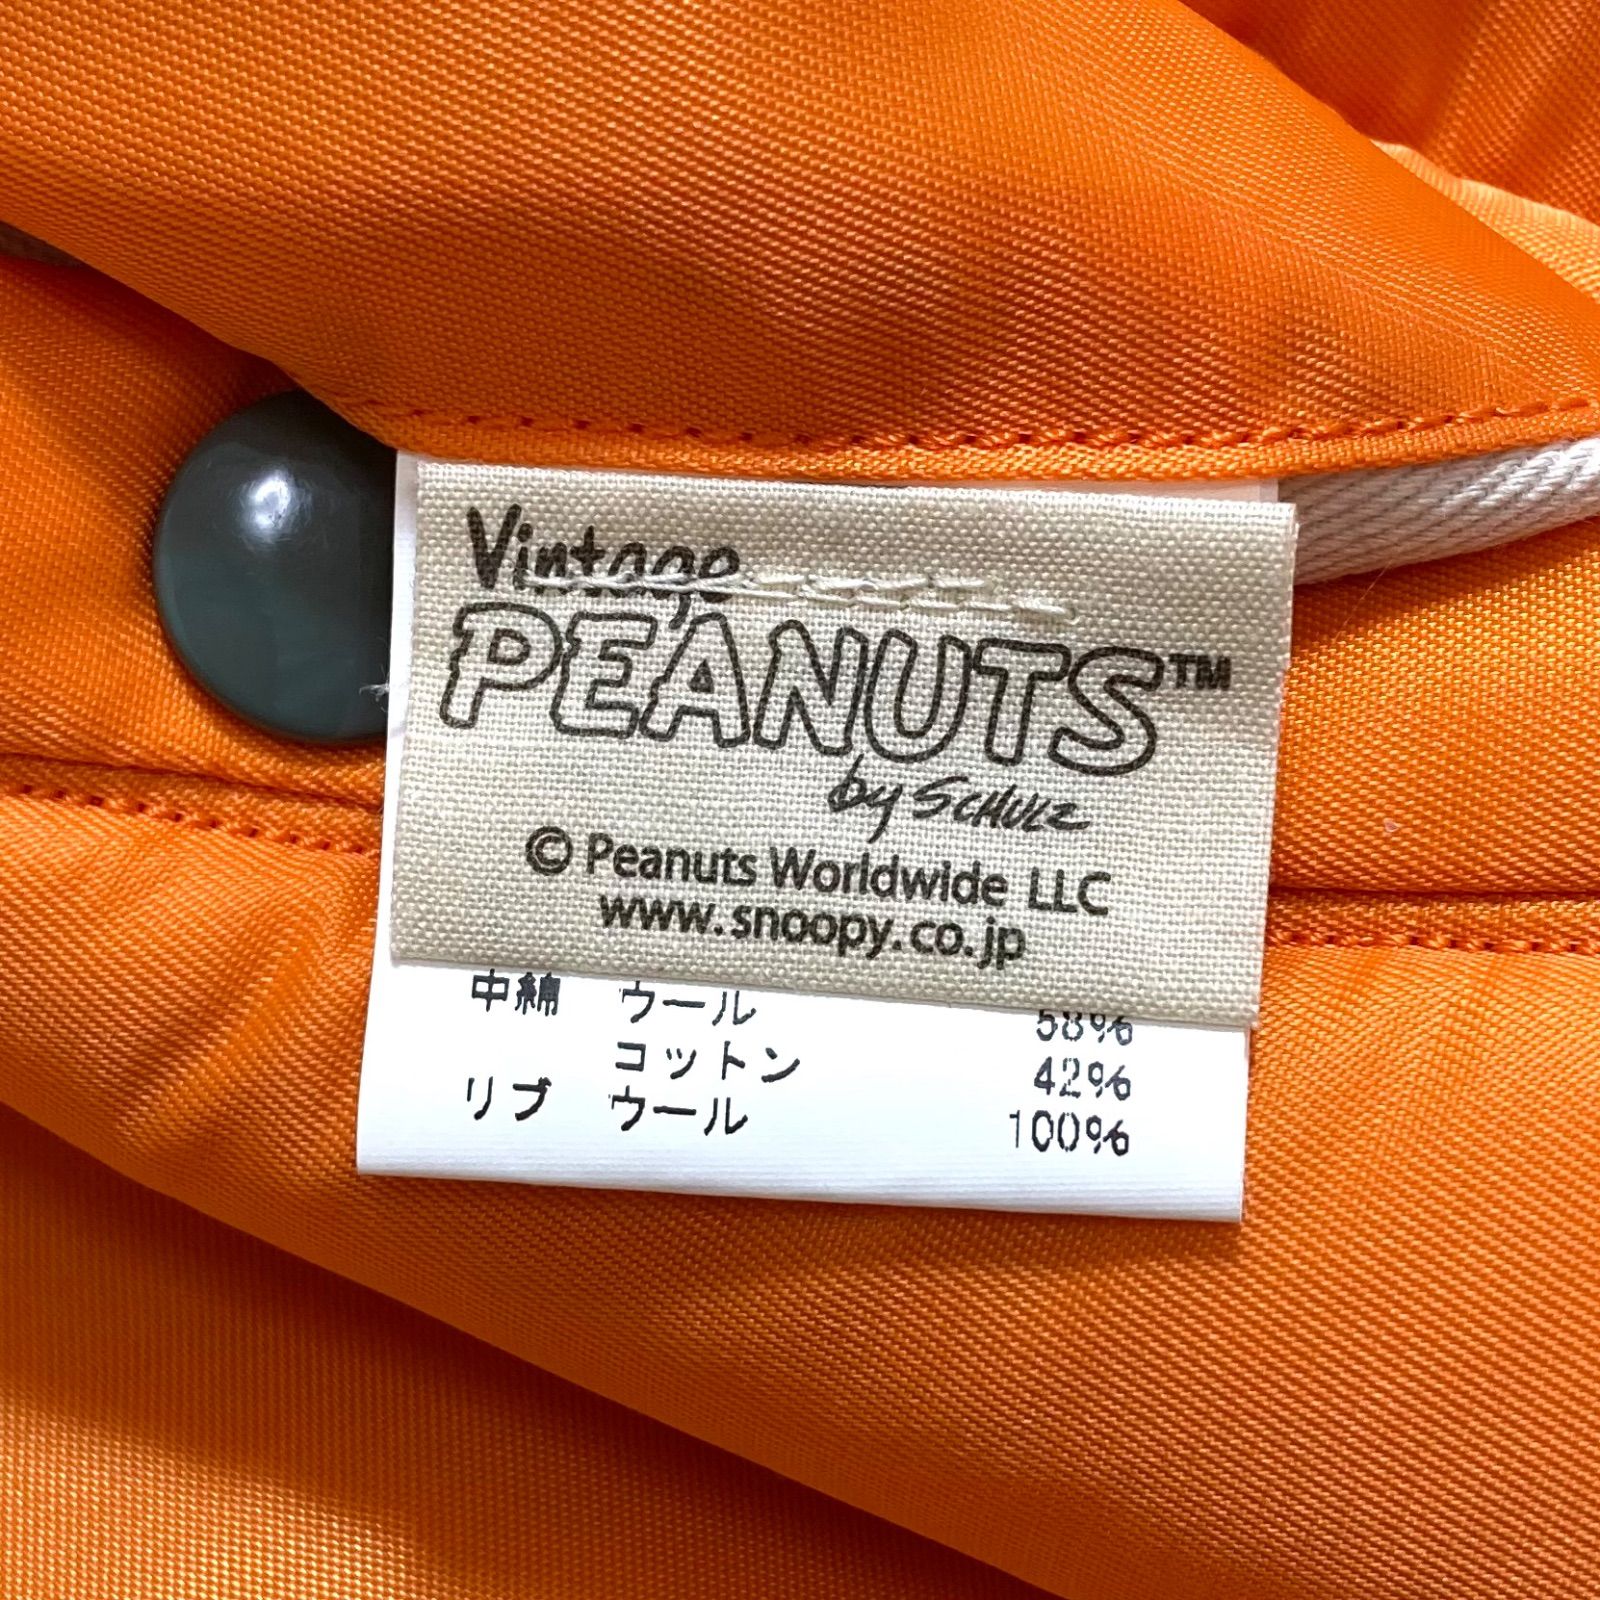 Vintage
PEANUTS™
by SCHULZ
© Peanuts Worldwide LLC
www.snoopy.co.jp
中綿 ウール 58%
コットン 42%
リブ ウール 100%